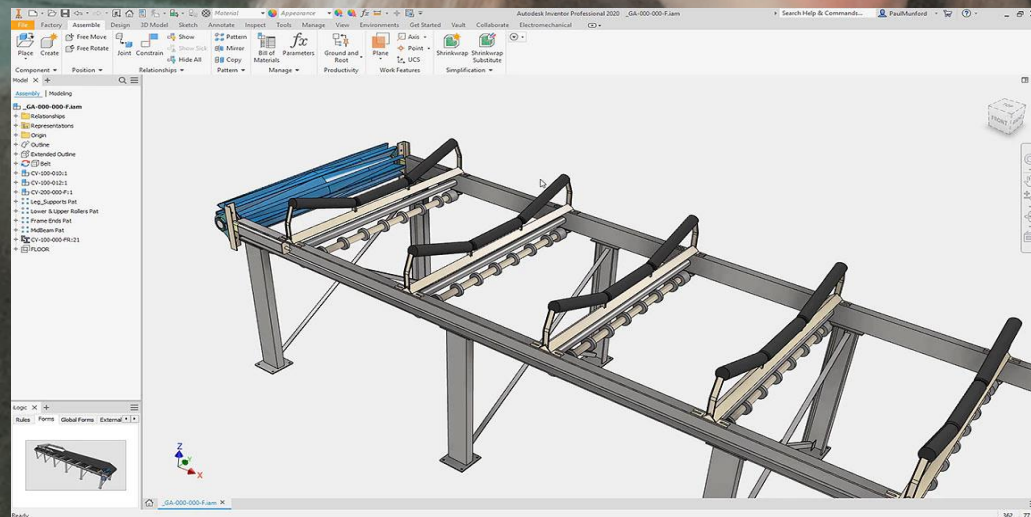 Material
Appearance
Autodesk Inventor Professional 2020 _GA-000-000-F.iam
Search Help & Commands...
PaulMunford
File Factory Assemble Design 3D Model Sketch Annotate Inspect Tools Manage View Environments Get Started Vault Collaborate Electromechanical
Place
Create
Free Move
Free Rotate
Joint
Constrain
Show
Show Sick
Hide All
Pattern
Mirror
Copy
Bill of
Materials
Parameters
Ground and
Root
Plane
Axis
Point
UCS
Shrinkwrap
Shrinkwrap
Substitute
Component Position Relationships Pattern Manage Productivity Work Features Simplification
Model
Assembly Modeling
_GA-000-000-F.iam
Relationships
Representations
Origin
Outline
Extended Outline
Belt
CV-100-010:1
CV-100-012:1
CV-200-000-F:1
Leg_Supports Pat
Lower & Upper Rollers Pat
Frame Ends Pat
MidBeam Pat
CV-100-000-FR:21
FLOOR
FRONT
iLogic
Rules Forms Global Forms External
Z
Y
X
_GA-000-000-F.iam
Ready
362